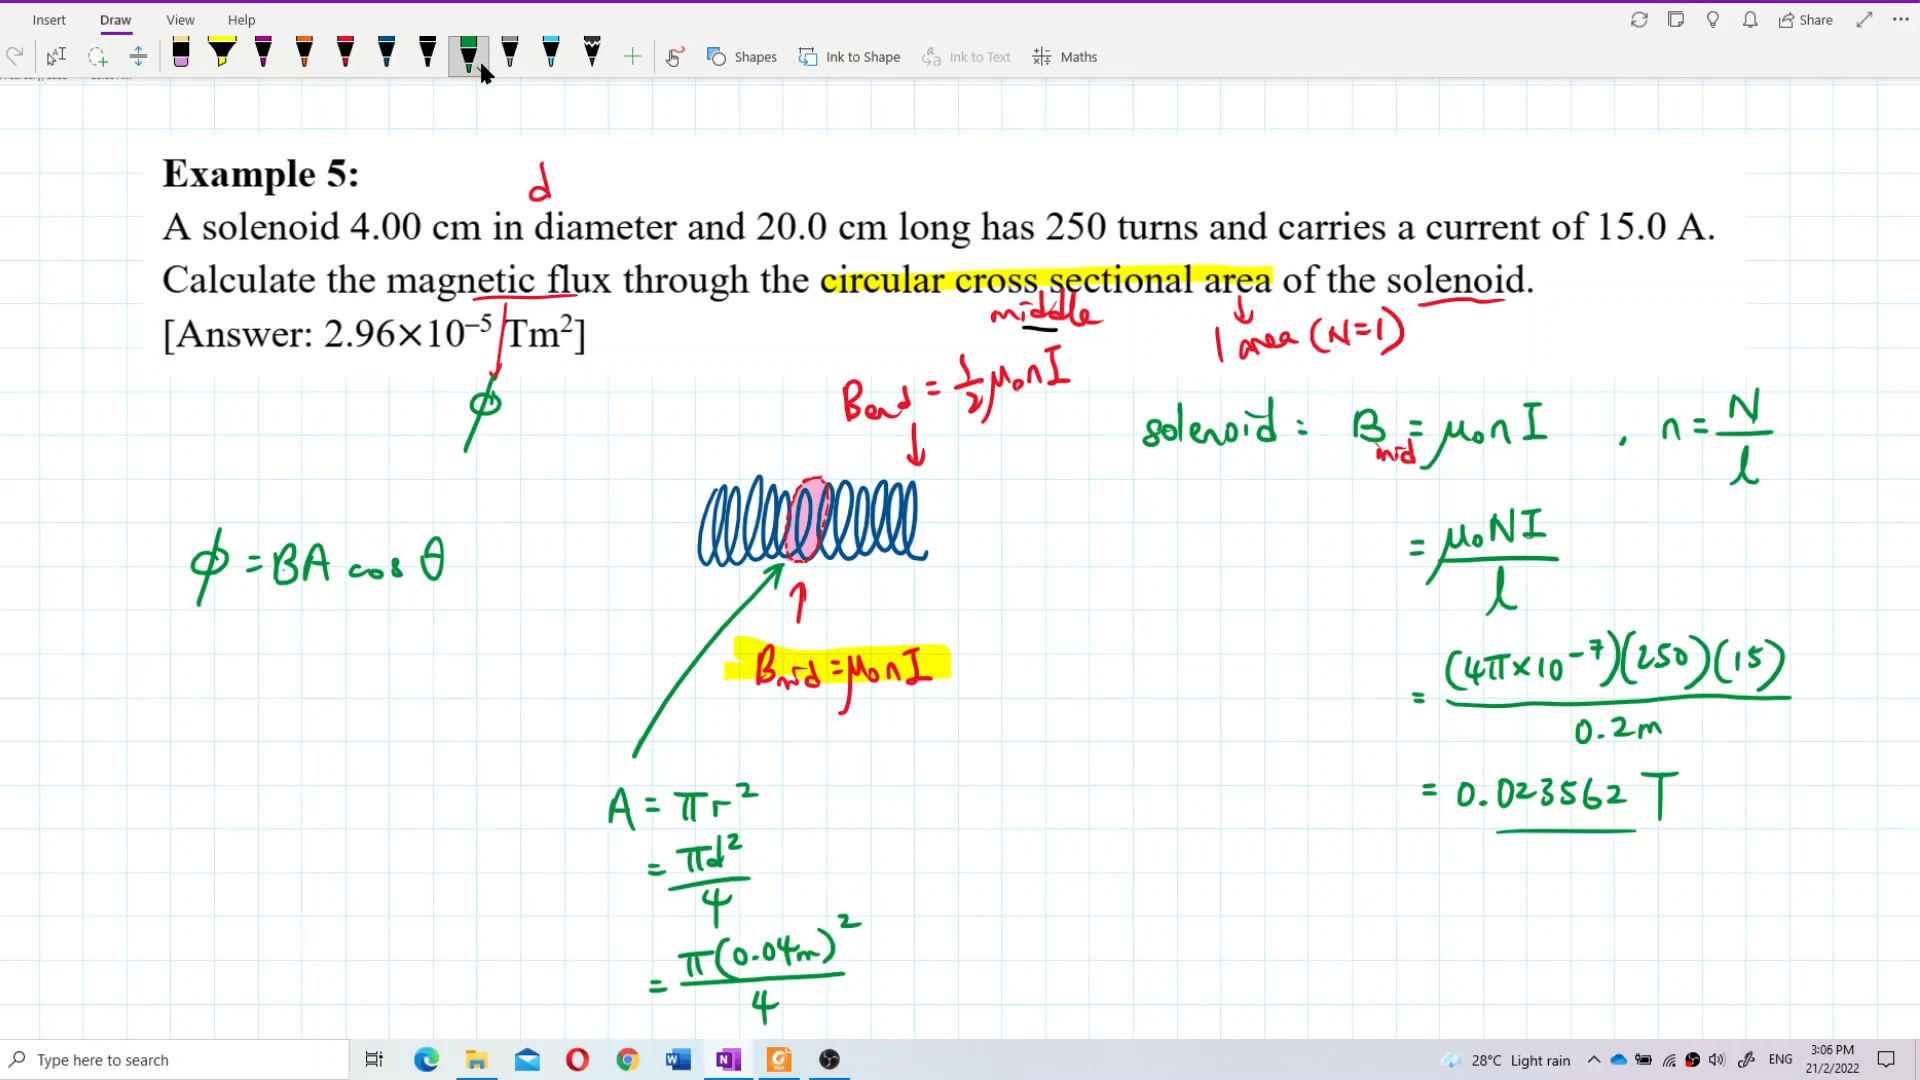 Insert Draw View Help
Share
Shapes Ink to Shape Ink to Text Maths
Example 5:
d
A solenoid 4.00 cm in diameter and 20.0 cm long has 250 turns and carries a current of 15.0 A.
Calculate the magnetic flux through the circular cross sectional area of the solenoid.
middle
1 area (N=1)
[Answer: 2.96×10⁻⁵ Tm²]
ϕ
B end = 1/2 μ₀nI
solenoid : B mid = μ₀nI , n = N/l
ϕ = BA cos θ
= μ₀NI / l
B mid = μ₀nI
= (4π×10⁻⁷)(250)(15) / 0.2m
= 0.023562 T
A = πr²
= πd² / 4
= π(0.04m)² / 4
Type here to search
28°C Light rain
ENG
3:06 PM
21/2/2022